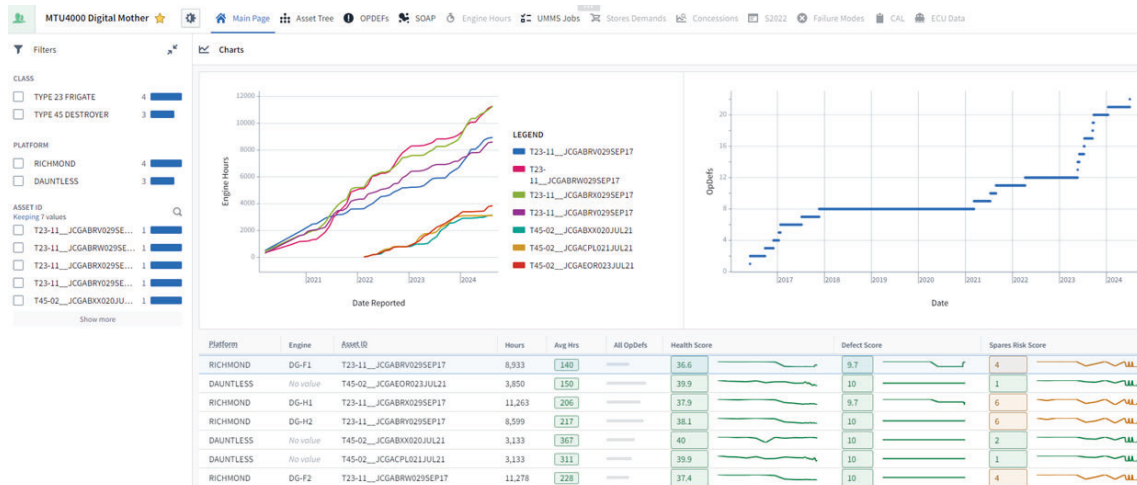 MTU4000 Digital Mother
Main Page
Asset Tree
OPDEFs
SOAP
Engine Hours
UMMS Jobs
Stores Demands
Concessions
S2022
Failure Modes
CAL
ECU Data
Filters
Charts
CLASS
TYPE 23 FRIGATE 4
TYPE 45 DESTROYER 3
PLATFORM
RICHMOND 4
DAUNTLESS 3
ASSET ID
Keeping 7 values
T23-11__JCGABRV029SE... 1
T23-11__JCGABRW029SE... 1
T23-11__JCGABRX029SE... 1
T23-11__JCGABRY029SE... 1
T45-02__JCGABXX020JU... 1
Show more
12000
10000
8000
6000
4000
2000
0
Engine Hours
2021 2022 2023 2024
Date Reported
LEGEND
T23-11__JCGABRV029SEP17
T23-
11__JCGABRW029SEP17
T23-11__JCGABRX029SEP17
T23-11__JCGABRY029SEP17
T45-02__JCGABXX020JUL21
T45-02__JCGACPL021JUL21
T45-02__JCGAEOR023JUL21
20
16
12
8
4
0
OpDefs
2017 2018 2019 2020 2021 2022 2023 2024
Date
Platform Engine Asset ID Hours Avg Hrs All OpDefs Health Score Defect Score Spares Risk Score
RICHMOND DG-F1 T23-11__JCGABRV029SEP17 8,933 140 36.6 9.7 4
DAUNTLESS No value T45-02__JCGAEOR023JUL21 3,850 150 39.9 10 1
RICHMOND DG-H1 T23-11__JCGABRX029SEP17 11,263 206 37.9 9.7 6
RICHMOND DG-H2 T23-11__JCGABRY029SEP17 8,599 217 38.1 10 6
DAUNTLESS No value T45-02__JCGABXX020JUL21 3,133 367 40 10 2
DAUNTLESS No value T45-02__JCGACPL021JUL21 3,133 311 39.9 10 1
RICHMOND DG-F2 T23-11__JCGABRW029SEP17 11,278 228 37.4 10 4